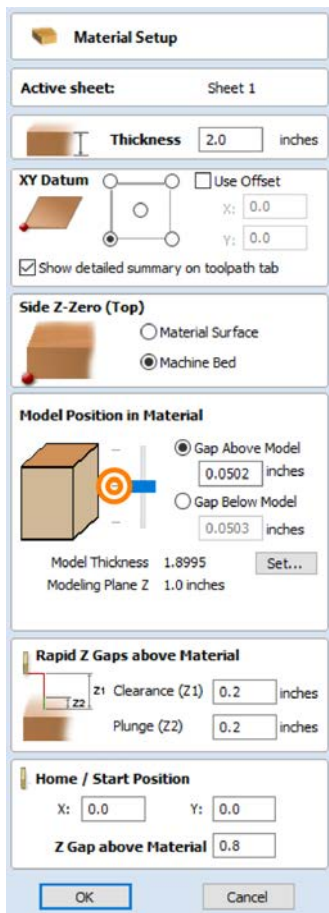 Material Setup
Active sheet: Sheet 1
Thickness 2.0 inches
XY Datum Use Offset
X: 0.0
Y: 0.0
Show detailed summary on toolpath tab
Side Z-Zero (Top)
Material Surface
Machine Bed
Model Position in Material
Gap Above Model
0.0502 inches
Gap Below Model
0.0503 inches
Model Thickness 1.8995 Set...
Modeling Plane Z 1.0 inches
Rapid Z Gaps above Material
Z1 Clearance (Z1) 0.2 inches
Z2
Plunge (Z2) 0.2 inches
Home / Start Position
X: 0.0 Y: 0.0
Z Gap above Material 0.8
OK Cancel